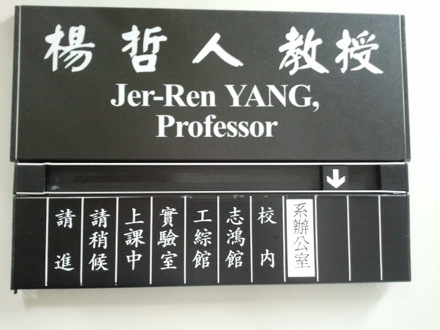 楊哲人 教授
Jer-Ren YANG,
Professor
請進
請稍候
上課中
實驗室
工綜館
志鴻館
校內
系辦公室